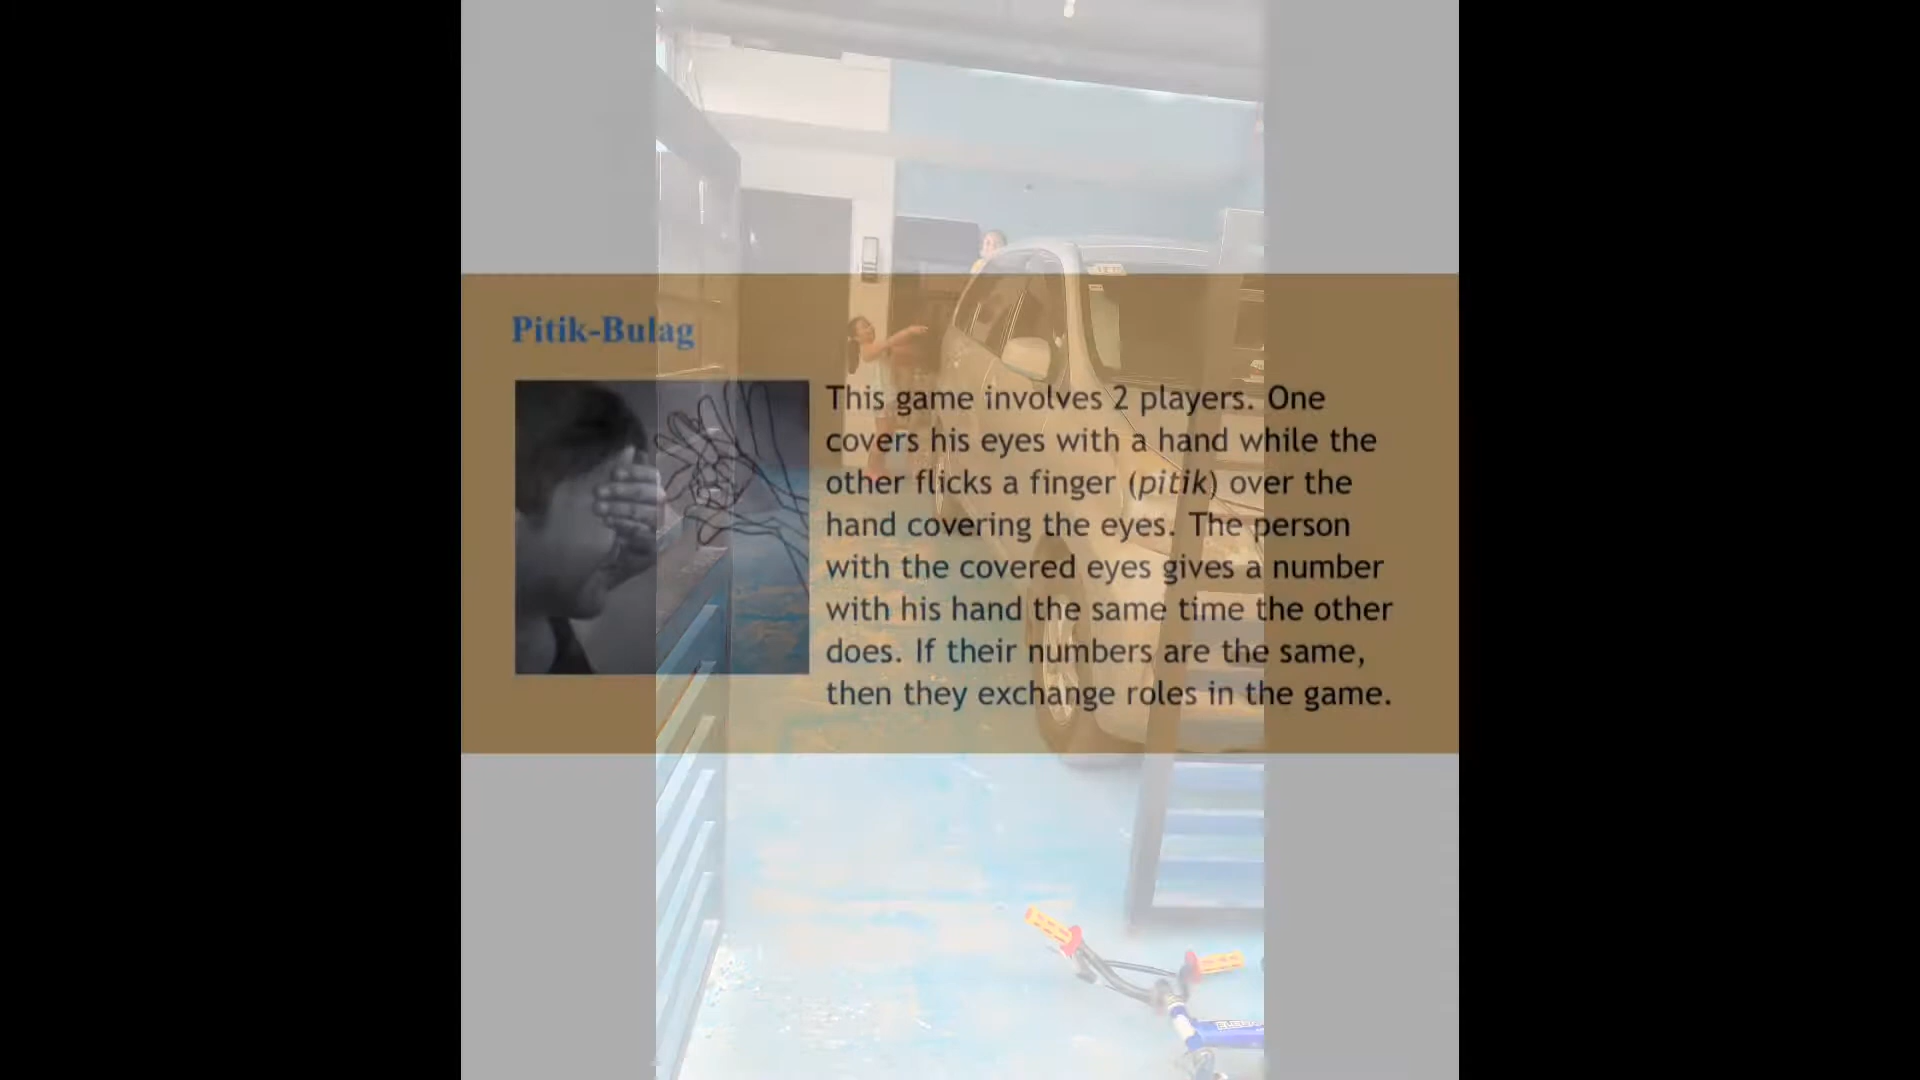 Pitik-Bulag
This game involves 2 players. One
covers his eyes with a hand while the
other flicks a finger (pitik) over the
hand covering the eyes. The person
with the covered eyes gives a number
with his hand the same time the other
does. If their numbers are the same,
then they exchange roles in the game.